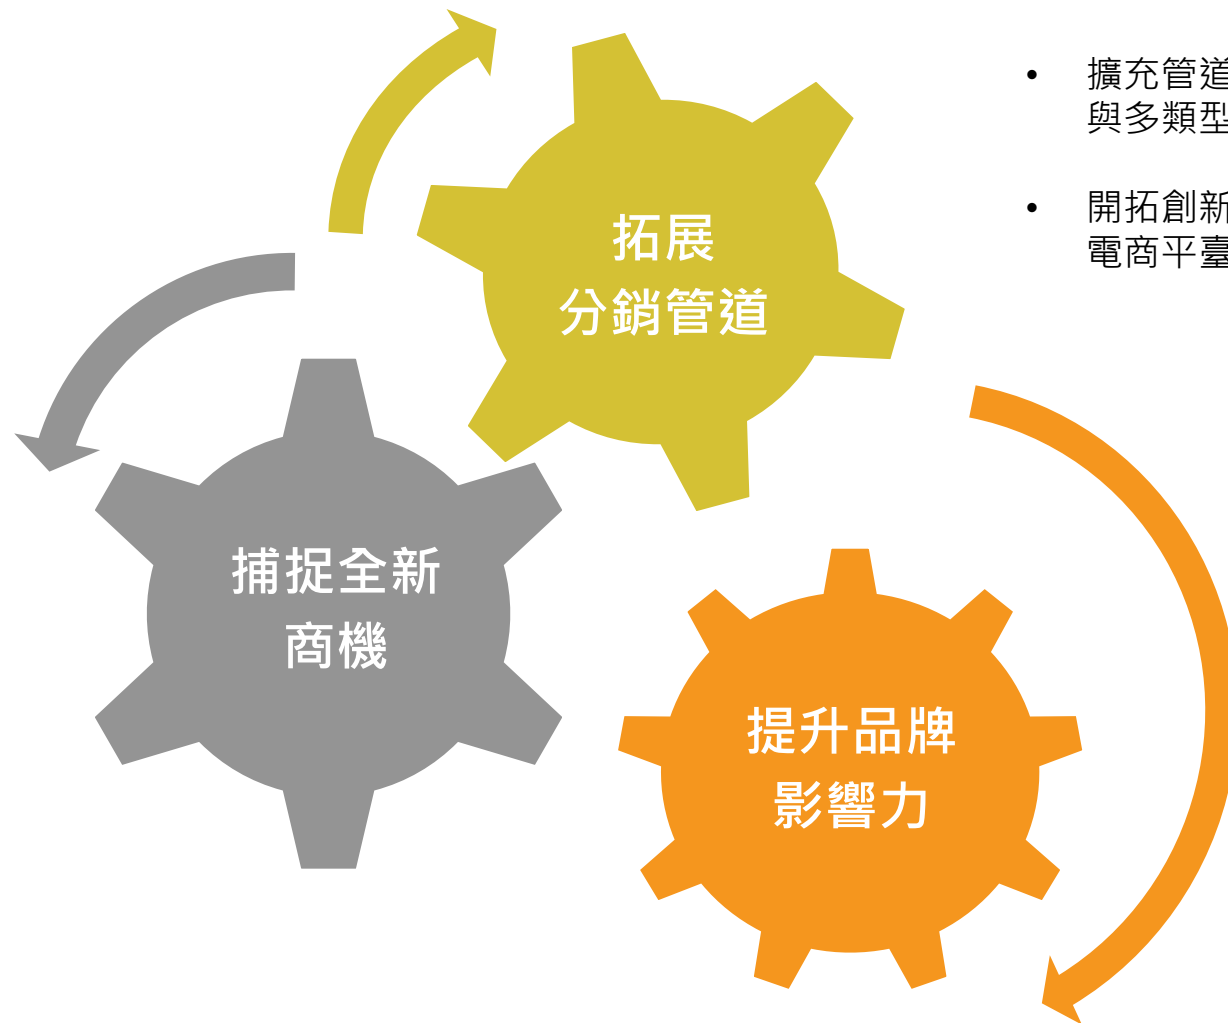 拓展
分銷管道
捕捉全新
商機
提升品牌
影響力
• 擴充管道
與多類型
• 開拓創新
電商平臺